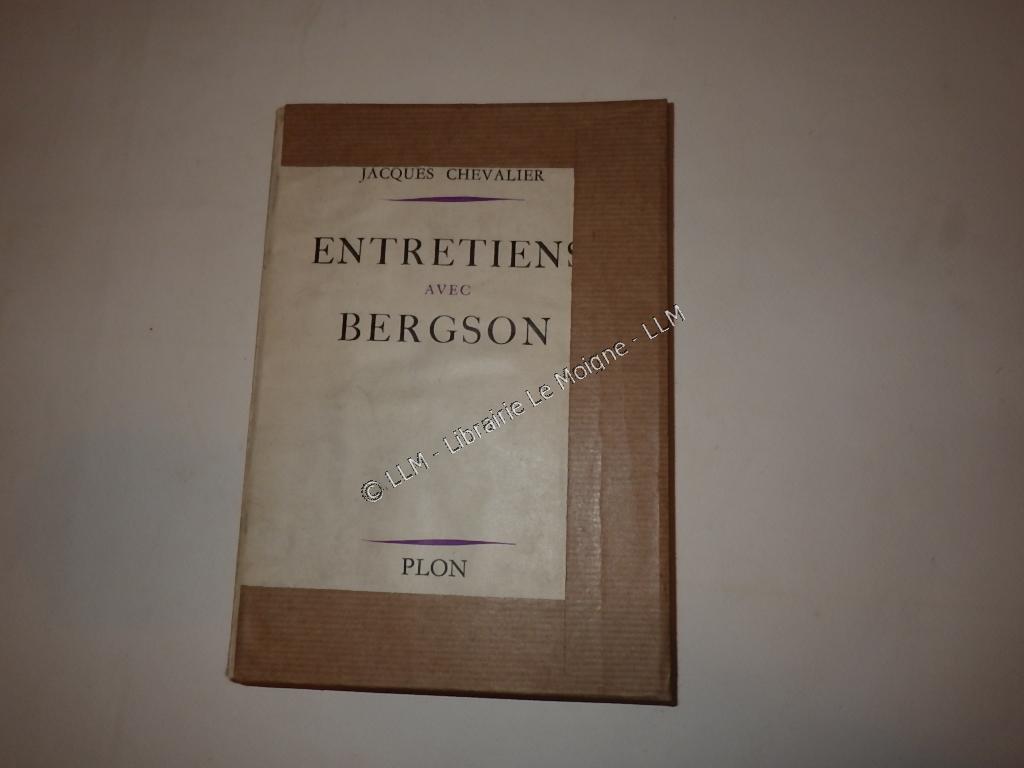 JACQUES CHEVALIER
ENTRETIENS
AVEC
BERGSON
© LLM - Librairie Le Moigne - LLM
PLON